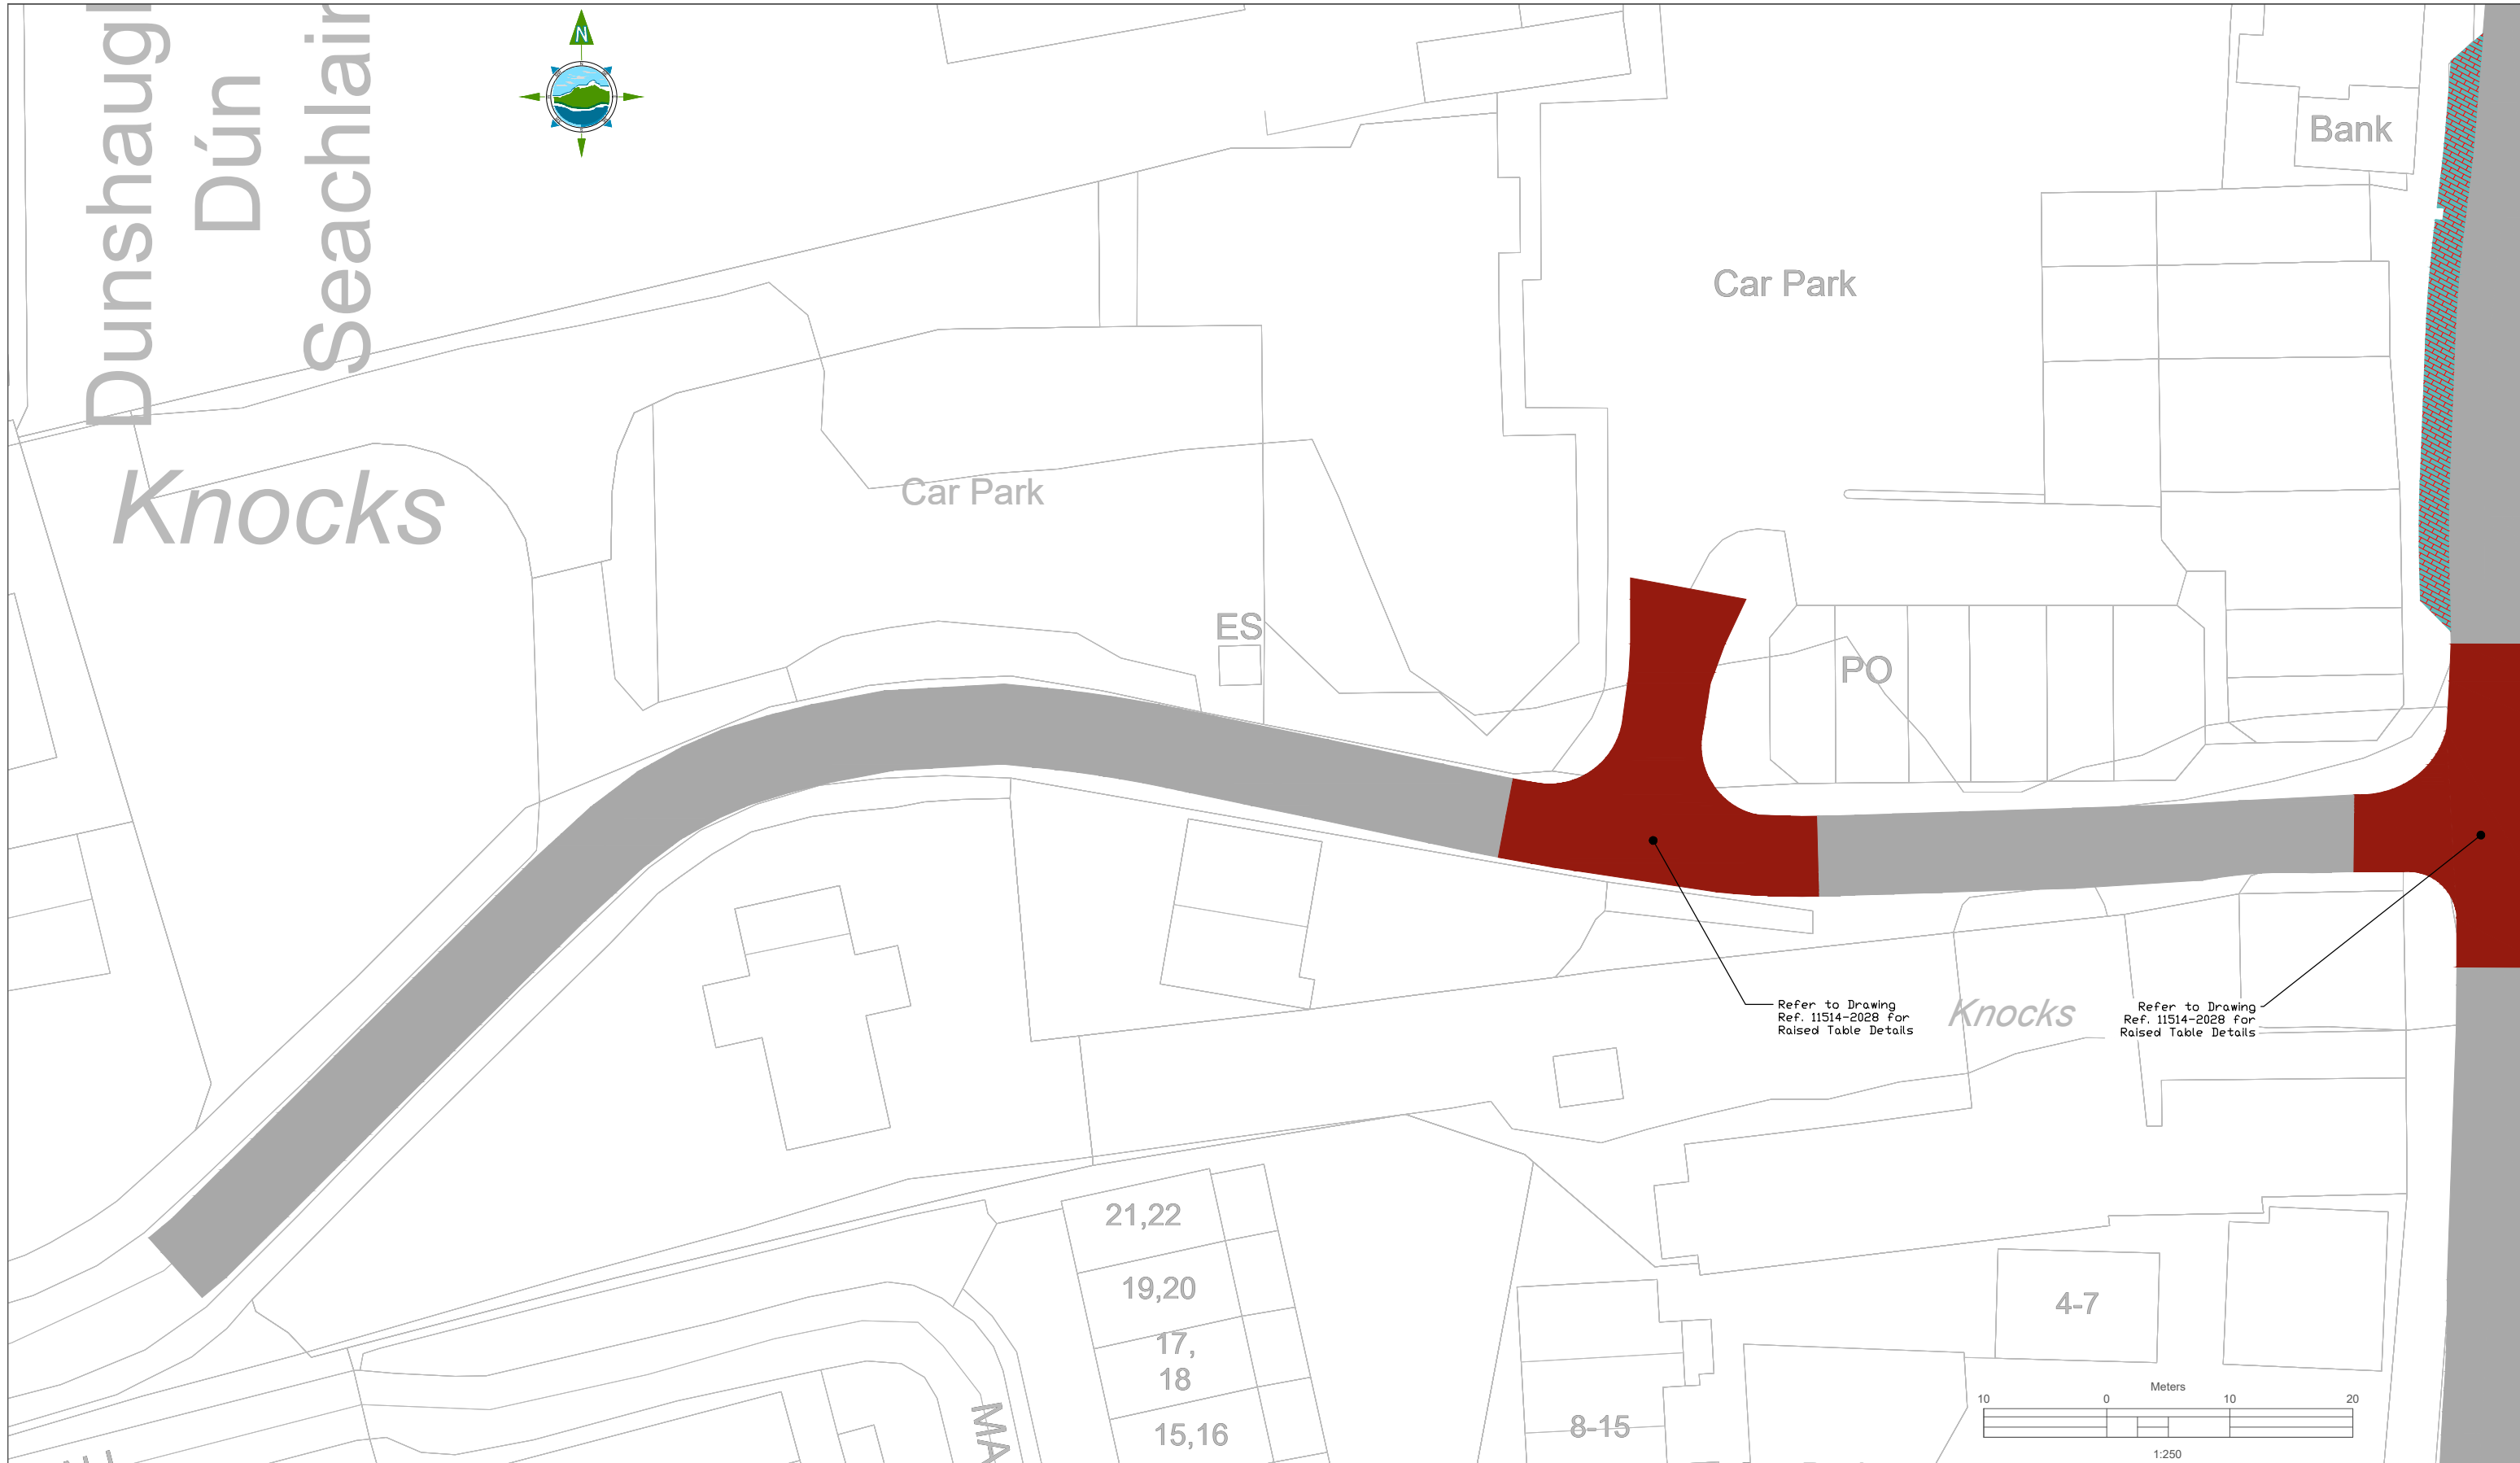 Dunshaugl
Dún
Seachlair
N
Bank
Car Park
Knocks
Car Park
ES
PO
Refer to Drawing
Ref. 11514-2028 for
Raised Table Details
Knocks
Refer to Drawing
Ref. 11514-2028 for
Raised Table Details
21,22
19,20
17,
18
15,16
MA
8-15
4-7
Meters
10 0 10 20
1:250